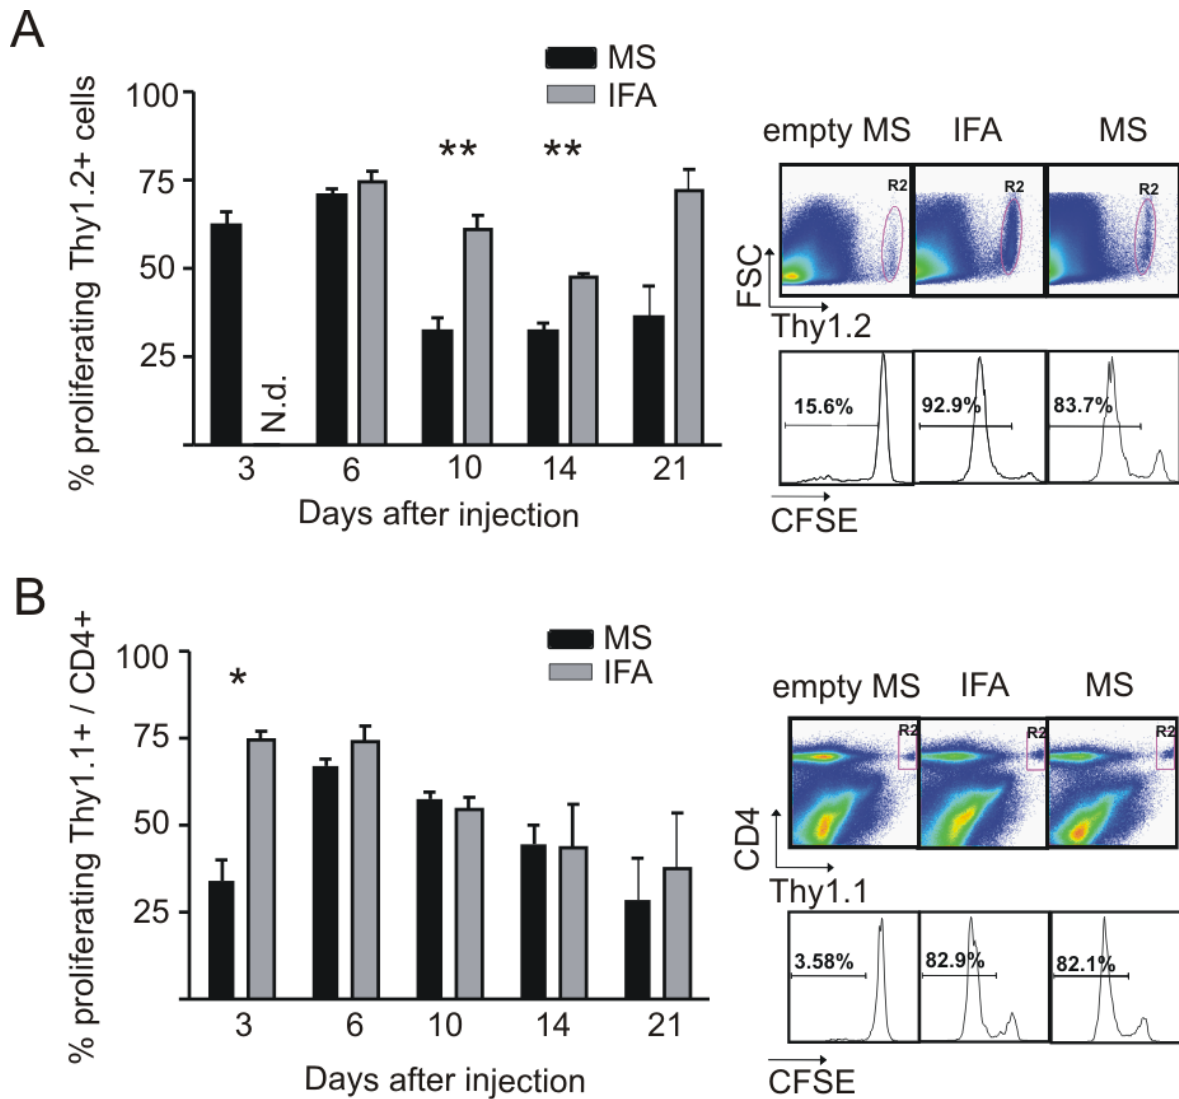 A
MS
IFA
% proliferating Thy1.2+ cells
100
75
50
25
** **
N.d.
3 6 10 14 21
Days after injection
empty MS IFA MS
R2 R2 R2
FSC
Thy1.2
15.6% 92.9% 83.7%
CFSE
B
MS
IFA
% proliferating Thy1.1+ / CD4+
100
75
50
25
*
3 6 10 14 21
Days after injection
empty MS IFA MS
R2 R2 R2
CD4
Thy1.1
3.58% 82.9% 82.1%
CFSE